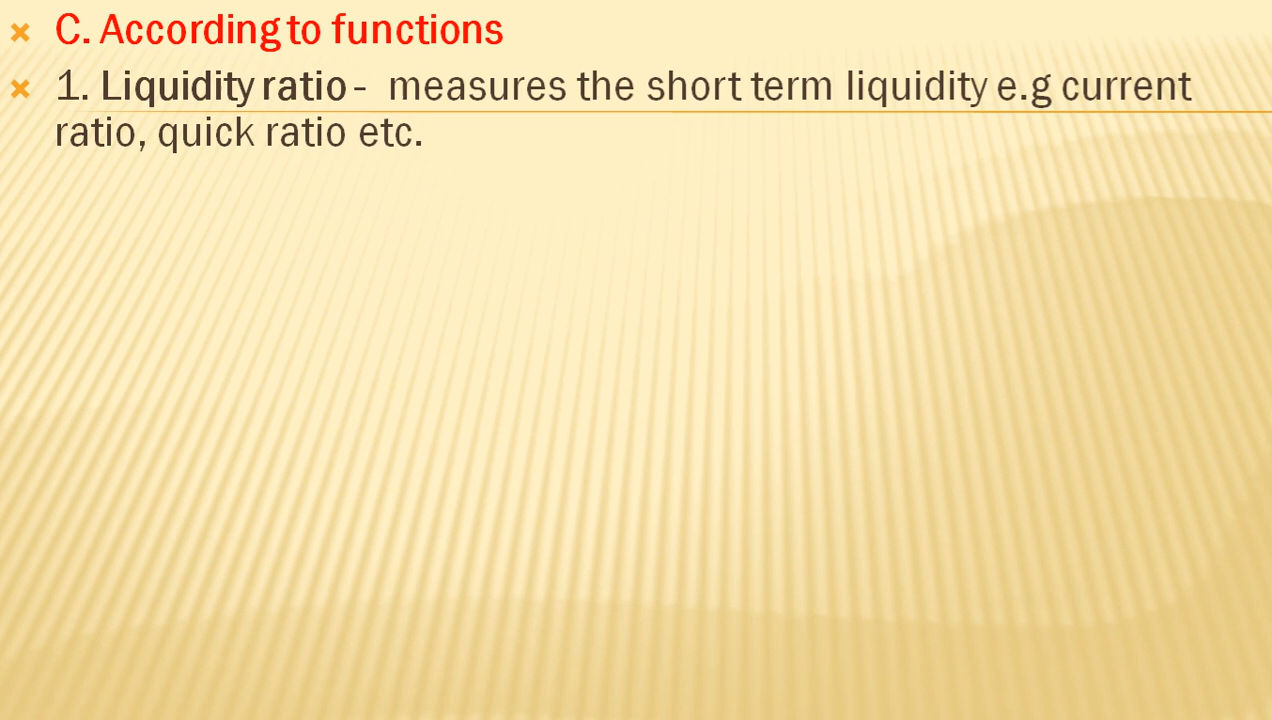 C. According to functions
1. Liquidity ratio - measures the short term liquidity e.g current
ratio, quick ratio etc.